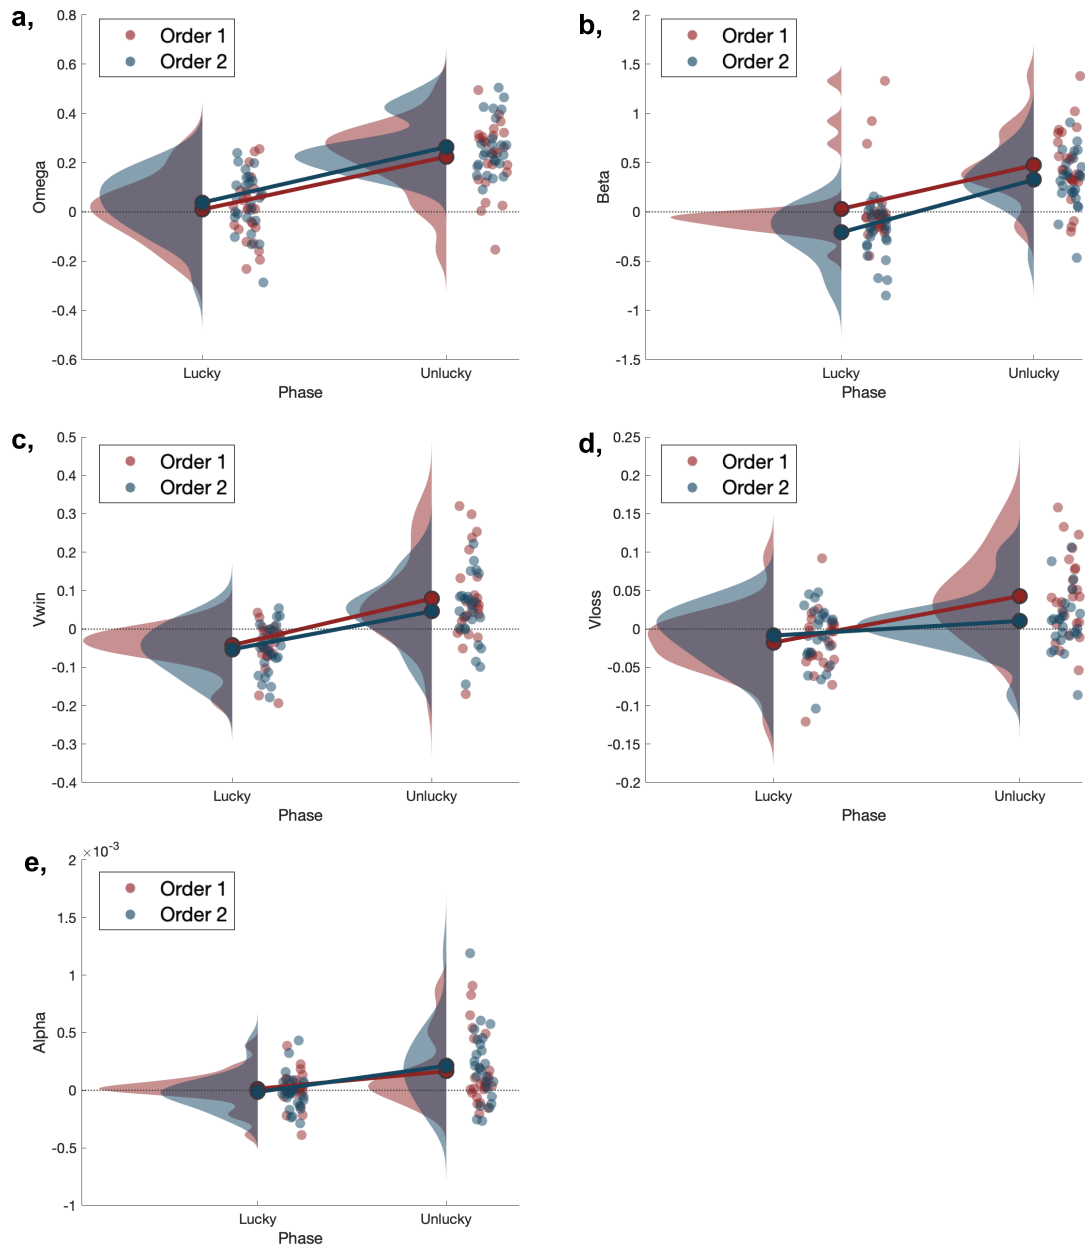 a,
0.8
0.6
0.4
0.2
0
-0.2
-0.4
-0.6
Omega
Order 1
Order 2
Lucky
Unlucky
Phase
b,
2
1.5
1
0.5
0
-0.5
-1
-1.5
Beta
Order 1
Order 2
Lucky
Unlucky
Phase
c,
0.5
0.4
0.3
0.2
0.1
0
-0.1
-0.2
-0.3
-0.4
Vwin
Order 1
Order 2
Lucky
Unlucky
Phase
d,
0.25
0.2
0.15
0.1
0.05
0
-0.05
-0.1
-0.15
-0.2
Vloss
Order 1
Order 2
Lucky
Unlucky
Phase
e,
×10⁻³
2
1.5
1
0.5
0
-0.5
-1
Alpha
Order 1
Order 2
Lucky
Unlucky
Phase